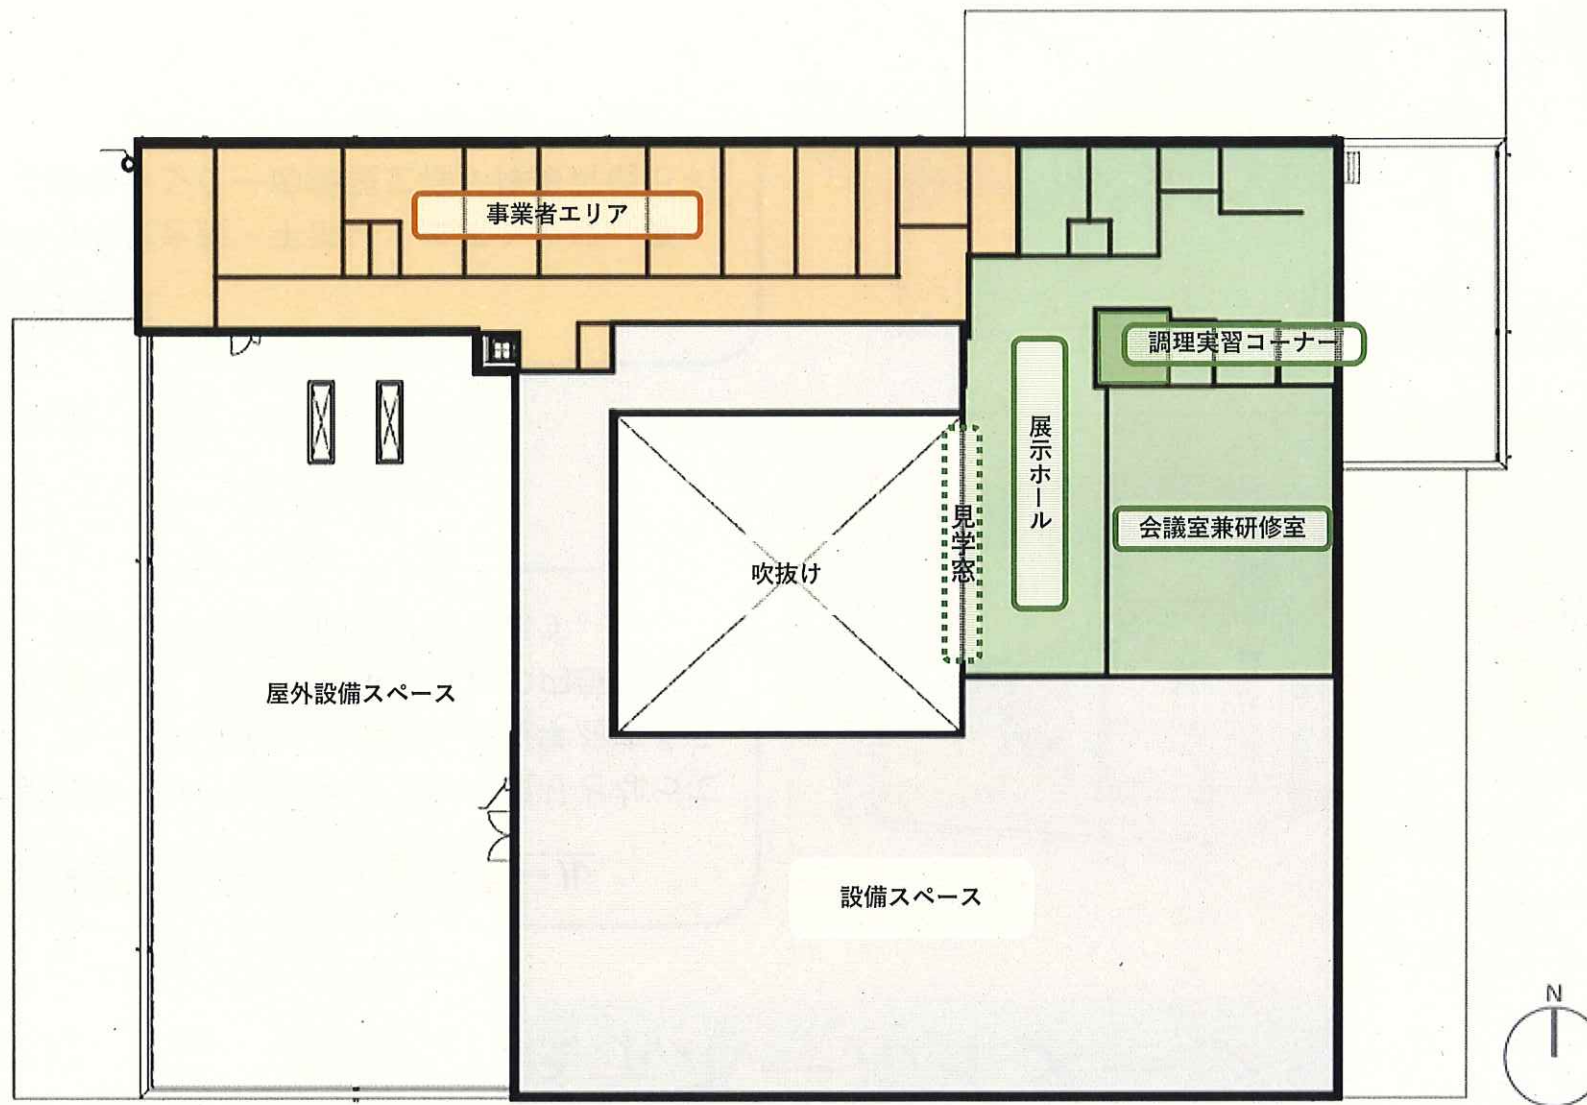 事業者エリア
調理実習コーナー
展示ホール
会議室兼研修室
見学窓
吹抜け
屋外設備スペース
設備スペース
N